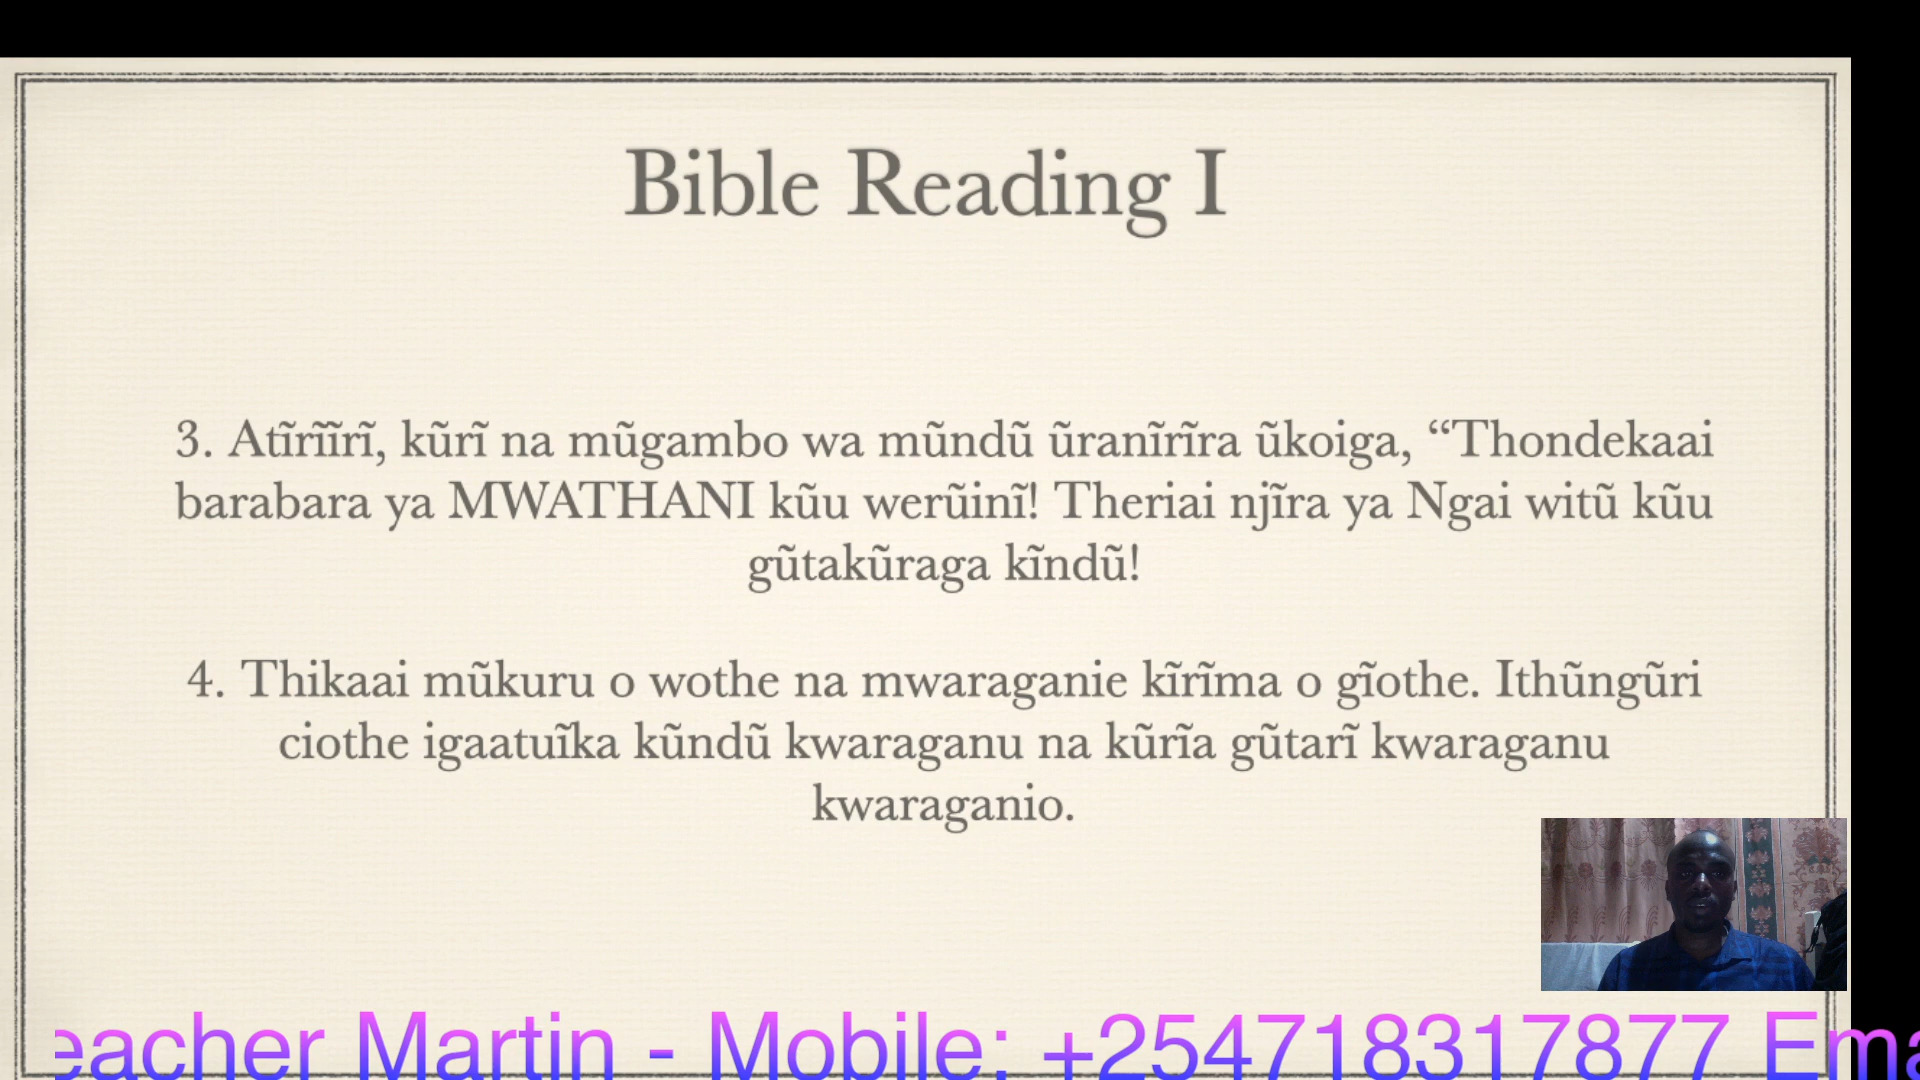 Bible Reading I
3. Atĩrĩĩrĩ, kũrĩ na mũgambo wa mũndũ ũranĩrĩra ũkoiga, “Thondekaai
barabara ya MWATHANI kũu werũinĩ! Theriai njĩra ya Ngai witũ kũu
gũtakũraga kĩndũ!
4. Thikaai mũkuru o wothe na mwaraganie kĩrĩma o gĩothe. Ithũngũri
ciothe igaatuĩka kũndũ kwaraganu na kũrĩa gũtarĩ kwaraganu
kwaraganio.
eacher Martin - Mobile: +254718317877 Ema